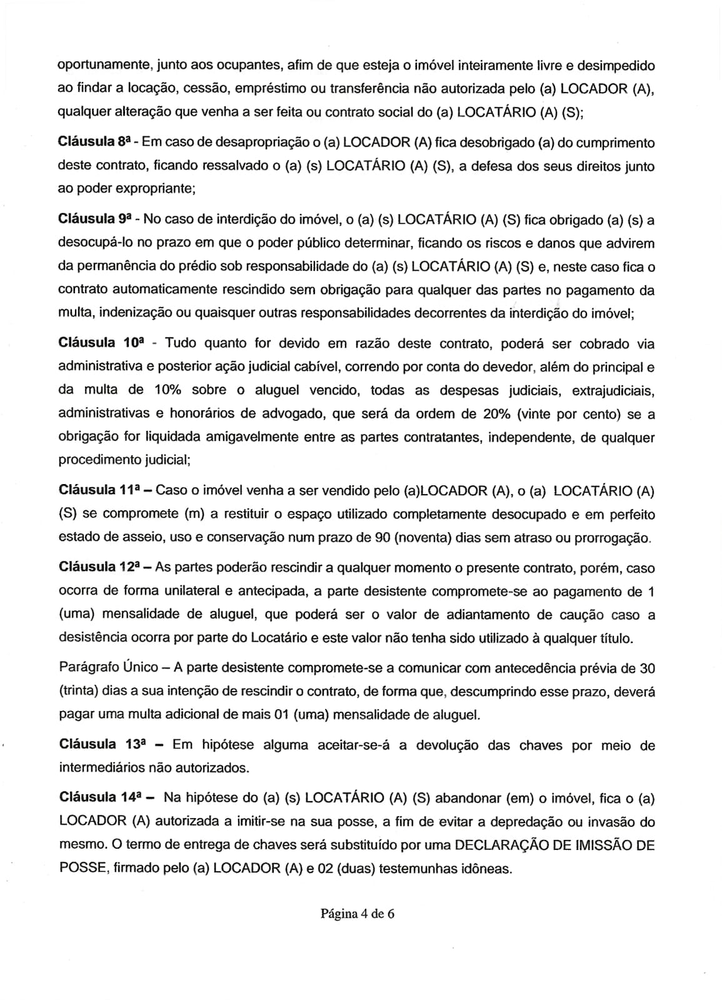 oportunamente, junto aos ocupantes, afim de que esteja o imóvel inteiramente livre e desimpedido
ao findar a locação, cessão, empréstimo ou transferência não autorizada pelo (a) LOCADOR (A),
qualquer alteração que venha a ser feita ou contrato social do (a) LOCATÁRIO (A) (S);
Cláusula 8ª - Em caso de desapropriação o (a) LOCADOR (A) fica desobrigado (a) do cumprimento
deste contrato, ficando ressalvado o (a) (s) LOCATÁRIO (A) (S), a defesa dos seus direitos junto
ao poder expropriante;
Cláusula 9ª - No caso de interdição do imóvel, o (a) (s) LOCATÁRIO (A) (S) fica obrigado (a) (s) a
desocupá-lo no prazo em que o poder público determinar, ficando os riscos e danos que advirem
da permanência do prédio sob responsabilidade do (a) (s) LOCATÁRIO (A) (S) e, neste caso fica o
contrato automaticamente rescindido sem obrigação para qualquer das partes no pagamento da
multa, indenização ou quaisquer outras responsabilidades decorrentes da interdição do imóvel;
Cláusula 10ª - Tudo quanto for devido em razão deste contrato, poderá ser cobrado via
administrativa e posterior ação judicial cabível, correndo por conta do devedor, além do principal e
da multa de 10% sobre o aluguel vencido, todas as despesas judiciais, extrajudiciais,
administrativas e honorários de advogado, que será da ordem de 20% (vinte por cento) se a
obrigação for liquidada amigavelmente entre as partes contratantes, independente, de qualquer
procedimento judicial;
Cláusula 11ª – Caso o imóvel venha a ser vendido pelo (a)LOCADOR (A), o (a) LOCATÁRIO (A)
(S) se compromete (m) a restituir o espaço utilizado completamente desocupado e em perfeito
estado de asseio, uso e conservação num prazo de 90 (noventa) dias sem atraso ou prorrogação.
Cláusula 12ª – As partes poderão rescindir a qualquer momento o presente contrato, porém, caso
ocorra de forma unilateral e antecipada, a parte desistente compromete-se ao pagamento de 1
(uma) mensalidade de aluguel, que poderá ser o valor de adiantamento de caução caso a
desistência ocorra por parte do Locatário e este valor não tenha sido utilizado à qualquer título.
Parágrafo Único – A parte desistente compromete-se a comunicar com antecedência prévia de 30
(trinta) dias a sua intenção de rescindir o contrato, de forma que, descumprindo esse prazo, deverá
pagar uma multa adicional de mais 01 (uma) mensalidade de aluguel.
Cláusula 13ª – Em hipótese alguma aceitar-se-á a devolução das chaves por meio de
intermediários não autorizados.
Cláusula 14ª – Na hipótese do (a) (s) LOCATÁRIO (A) (S) abandonar (em) o imóvel, fica o (a)
LOCADOR (A) autorizada a imitir-se na sua posse, a fim de evitar a depredação ou invasão do
mesmo. O termo de entrega de chaves será substituído por uma DECLARAÇÃO DE IMISSÃO DE
POSSE, firmado pelo (a) LOCADOR (A) e 02 (duas) testemunhas idôneas.
Página 4 de 6